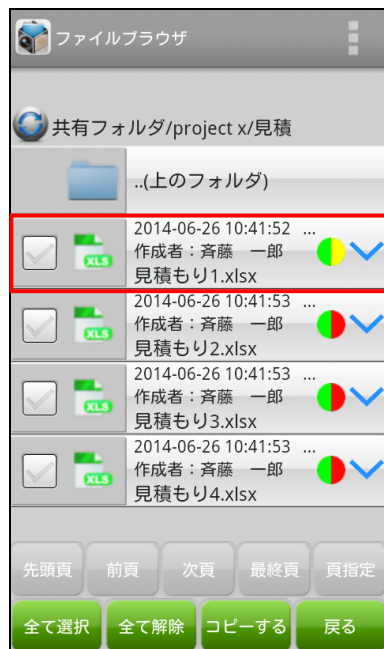 ファイルブラウザ
共有フォルダ/project x/見積
..(上のフォルダ)
2014-06-26 10:41:52 ...
作成者：斉藤　一郎
XLS
見積もり1.xlsx
2014-06-26 10:41:53 ...
作成者：斉藤　一郎
XLS
見積もり2.xlsx
2014-06-26 10:41:53 ...
作成者：斉藤　一郎
XLS
見積もり3.xlsx
2014-06-26 10:41:53 ...
作成者：斉藤　一郎
XLS
見積もり4.xlsx
先頭頁 前頁 次頁 最終頁 頁指定
全て選択 全て解除 コピーする 戻る